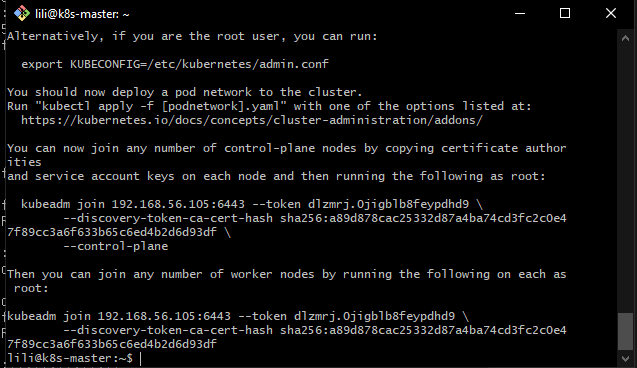 lili@k8s-master: ~
Alternatively, if you are the root user, you can run:
export KUBECONFIG=/etc/kubernetes/admin.conf
You should now deploy a pod network to the cluster.
Run "kubectl apply -f [podnetwork].yaml" with one of the options listed at:
https://kubernetes.io/docs/concepts/cluster-administration/addons/
You can now join any number of control-plane nodes by copying certificate author
ities
and service account keys on each node and then running the following as root:
kubeadm join 192.168.56.105:6443 --token dlzmrj.0jigblb8feypdhd9 \
--discovery-token-ca-cert-hash sha256:a89d878cac25332d87a4ba74cd3fc2c0e4
7f89cc3a6f633b65c6ed4b2d6d93df \
--control-plane
Then you can join any number of worker nodes by running the following on each as
root:
kubeadm join 192.168.56.105:6443 --token dlzmrj.0jigblb8feypdhd9 \
--discovery-token-ca-cert-hash sha256:a89d878cac25332d87a4ba74cd3fc2c0e4
7f89cc3a6f633b65c6ed4b2d6d93df
lili@k8s-master:~$